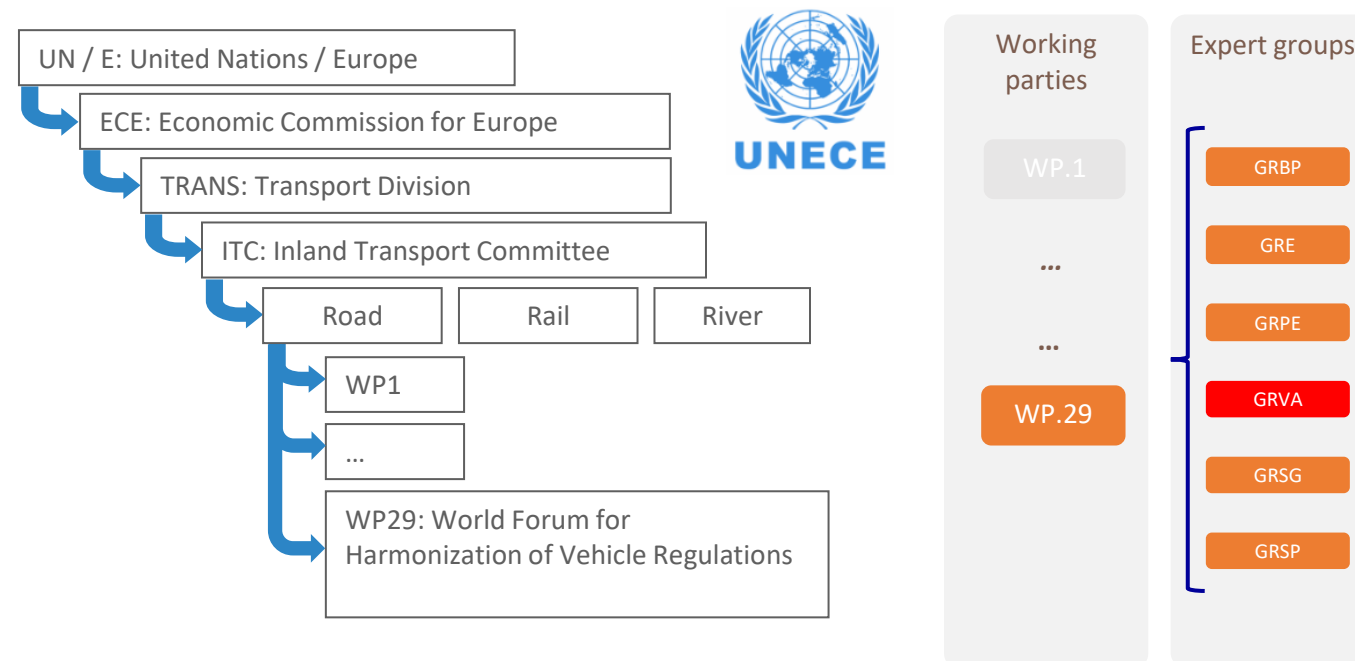 UN / E: United Nations / Europe
ECE: Economic Commission for Europe
TRANS: Transport Division
ITC: Inland Transport Committee
Road
Rail
River
WP1
...
WP29: World Forum for
Harmonization of Vehicle Regulations
UNECE
Working
parties
WP.1
...
...
WP.29
Expert groups
GRBP
GRE
GRPE
GRVA
GRSG
GRSP